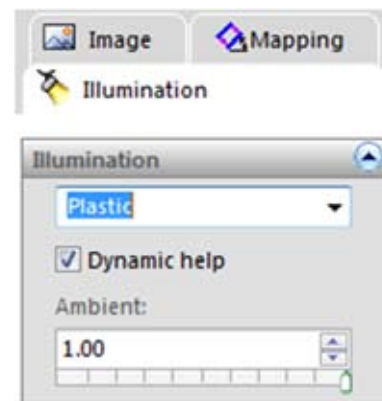 Image Mapping
Illumination
Illumination
Plastic
Dynamic help
Ambient:
1.00